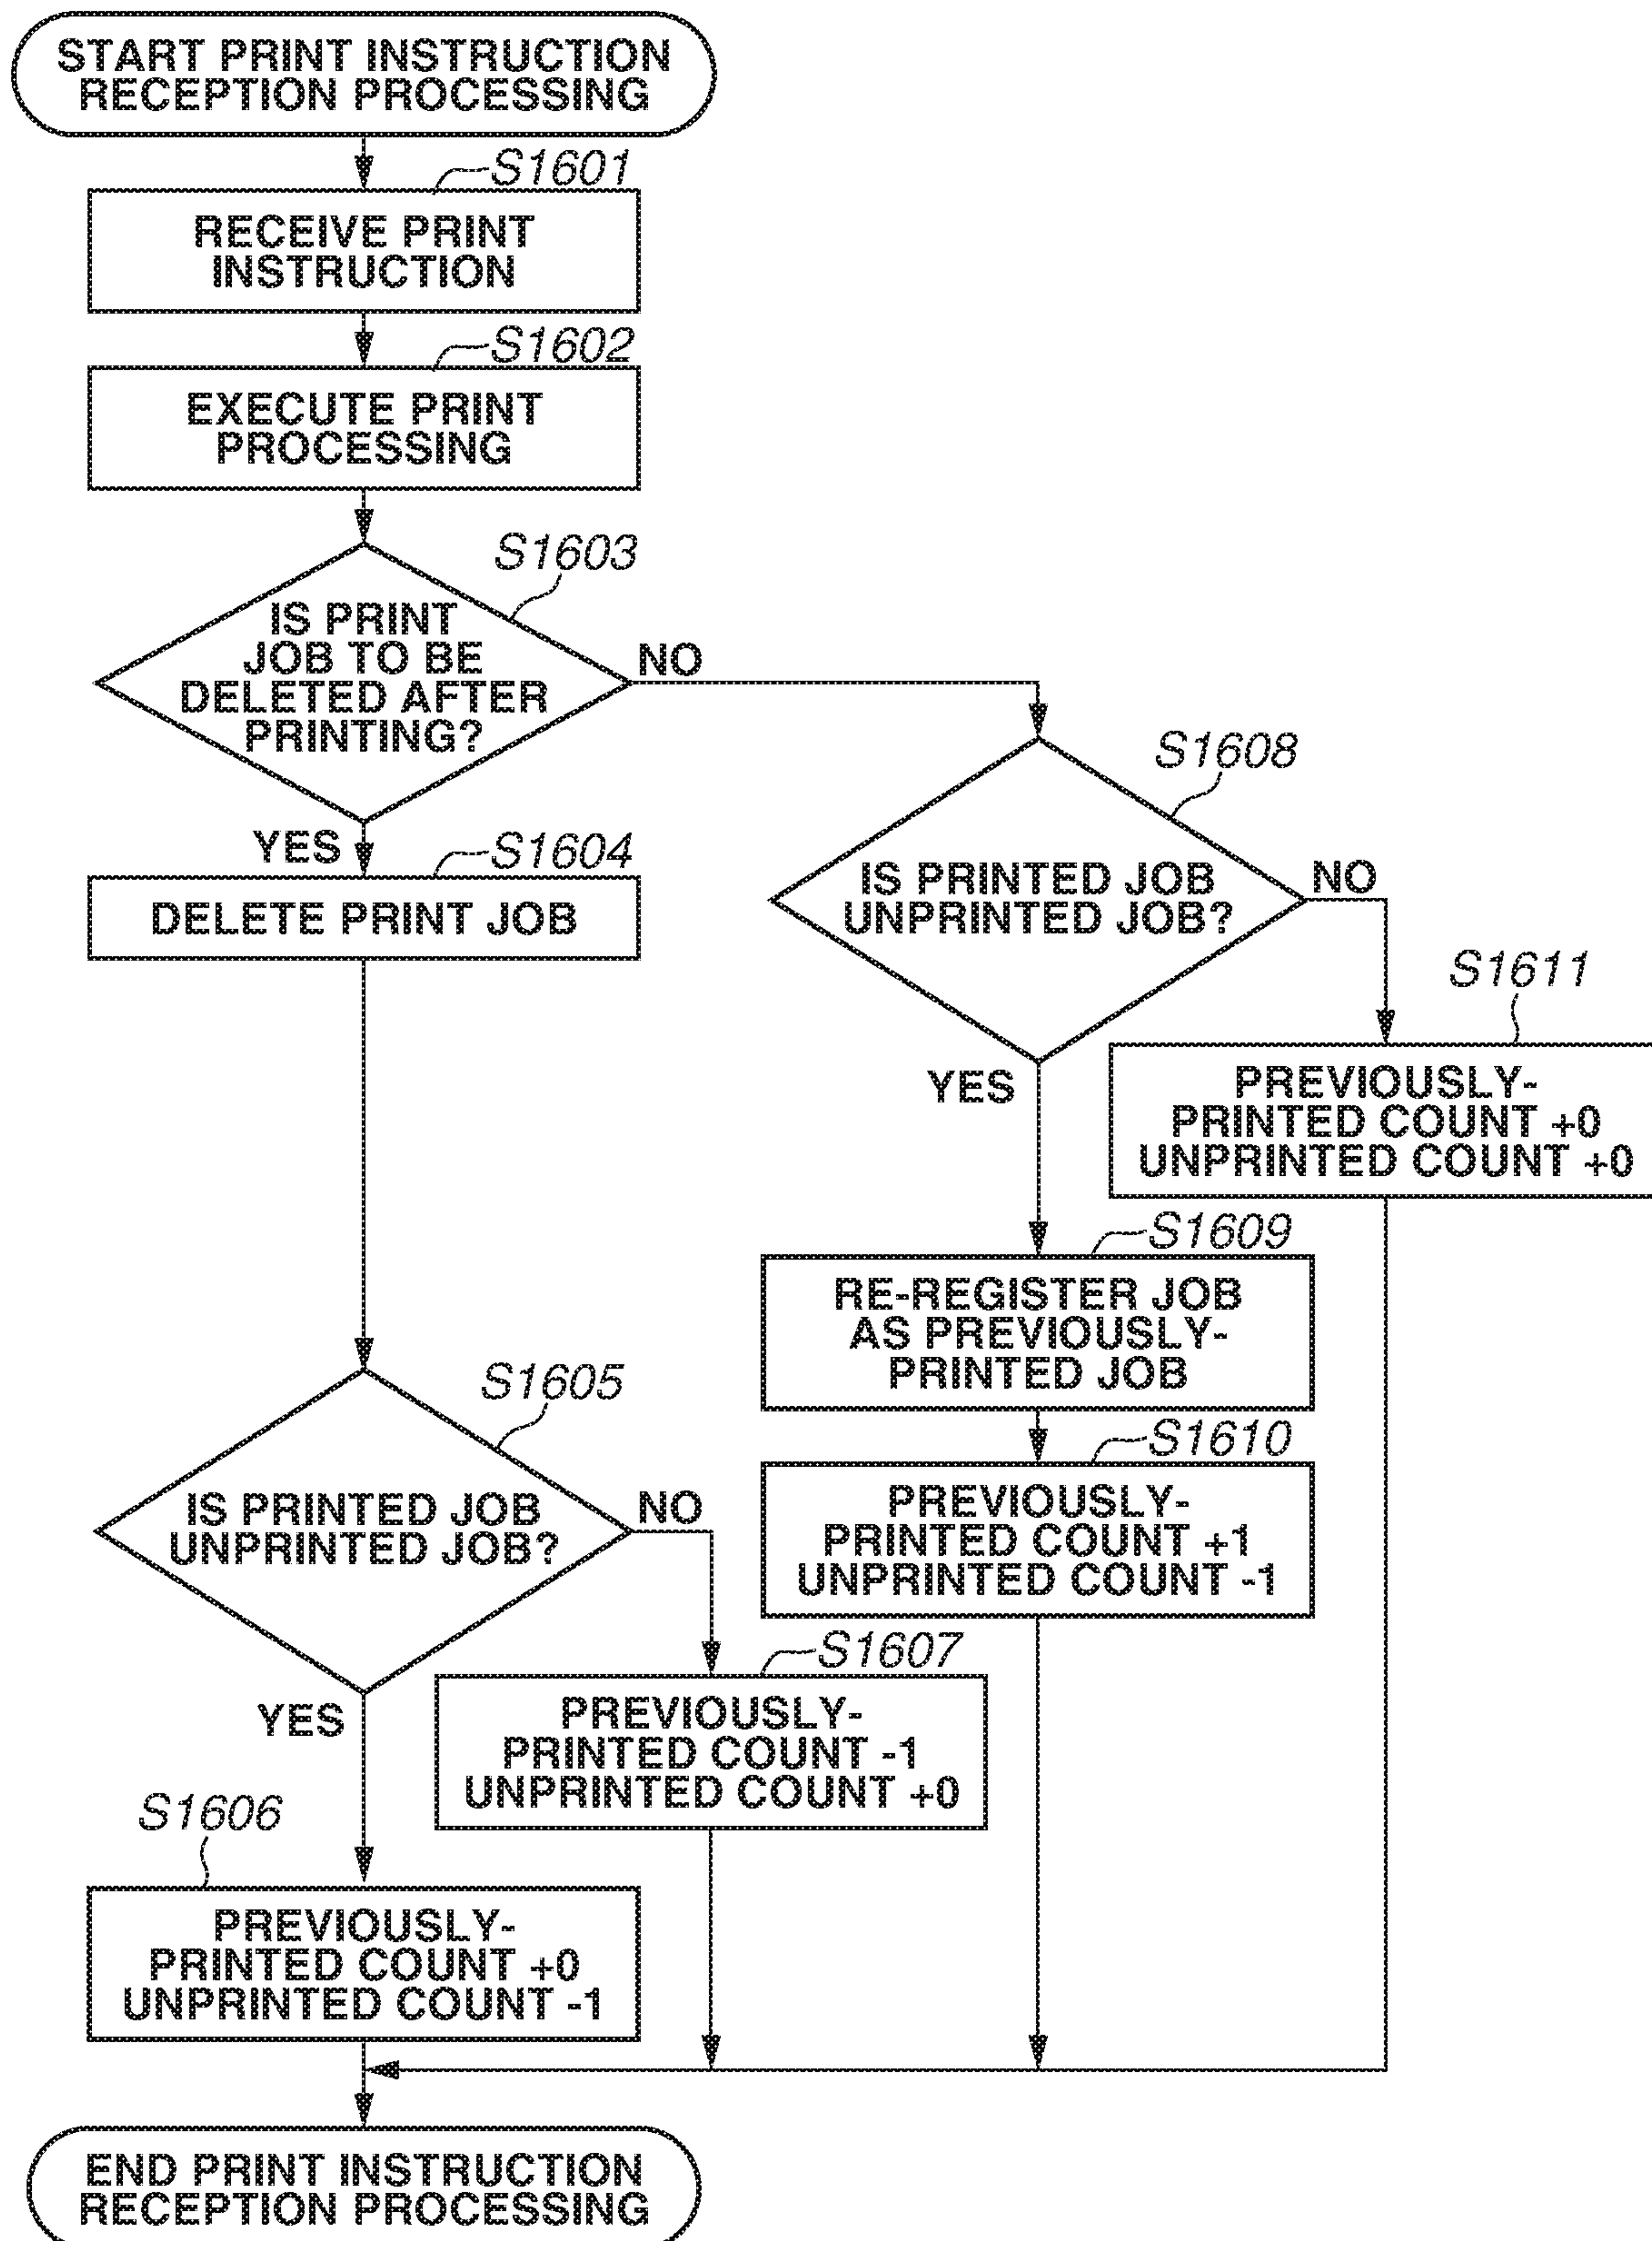 START PRINT INSTRUCTION
RECEPTION PROCESSING
S1601
RECEIVE PRINT
INSTRUCTION
S1602
EXECUTE PRINT
PROCESSING
S1603
IS PRINT
JOB TO BE
DELETED AFTER
PRINTING?
NO
YES
S1604
DELETE PRINT JOB
S1608
IS PRINTED JOB
UNPRINTED JOB?
NO
YES
S1611
PREVIOUSLY-
PRINTED COUNT +0
UNPRINTED COUNT +0
S1609
RE-REGISTER JOB
AS PREVIOUSLY-
PRINTED JOB
S1610
PREVIOUSLY-
PRINTED COUNT +1
UNPRINTED COUNT -1
S1605
IS PRINTED JOB
UNPRINTED JOB?
NO
YES
S1607
PREVIOUSLY-
PRINTED COUNT -1
UNPRINTED COUNT +0
S1606
PREVIOUSLY-
PRINTED COUNT +0
UNPRINTED COUNT -1
END PRINT INSTRUCTION
RECEPTION PROCESSING